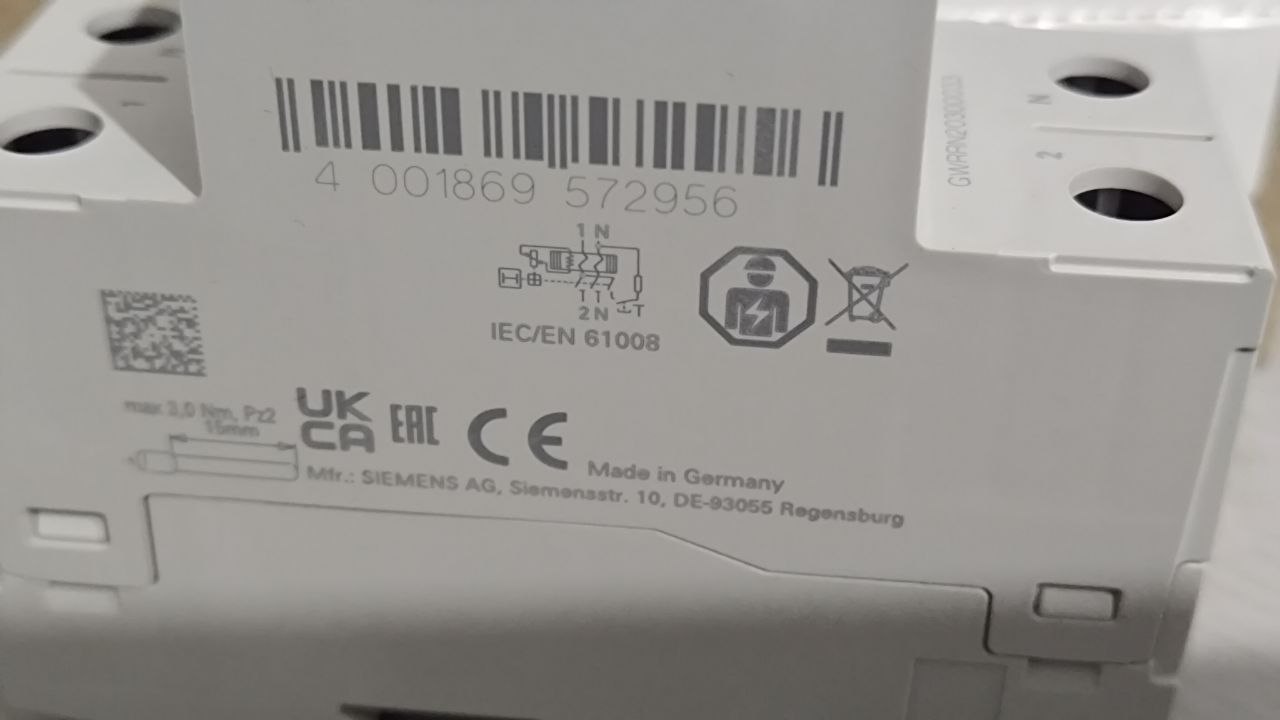 4 001869 572956
N
2
1 N
2 N T
IEC/EN 61008
max 3,0 Nm, Pz2
15mm
UK
CA
EAC
CE
Made in Germany
Mfr.: SIEMENS AG, Siemensstr. 10, DE-93055 Regensburg